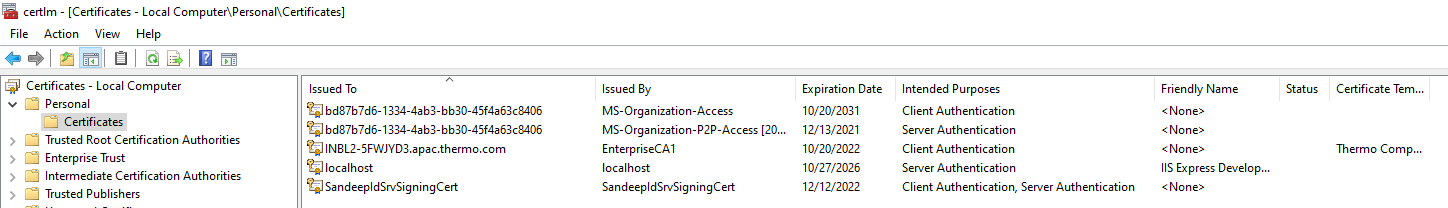 certlm - [Certificates - Local Computer\Personal\Certificates]
File Action View Help
Certificates - Local Computer
Personal
Certificates
Trusted Root Certification Authorities
Enterprise Trust
Intermediate Certification Authorities
Trusted Publishers
Issued To Issued By Expiration Date Intended Purposes Friendly Name Status Certificate Tem...
bd87b7d6-1334-4ab3-bb30-45f4a63c8406 MS-Organization-Access 10/20/2031 Client Authentication <None>
bd87b7d6-1334-4ab3-bb30-45f4a63c8406 MS-Organization-P2P-Access [20... 12/13/2021 Server Authentication <None>
INBL2-5FWJYD3.apac.thermo.com EnterpriseCA1 10/20/2022 Client Authentication <None> Thermo Comp...
localhost localhost 10/27/2026 Server Authentication IIS Express Develop...
SandeepIdSrvSigningCert SandeepIdSrvSigningCert 12/12/2022 Client Authentication, Server Authentication <None>